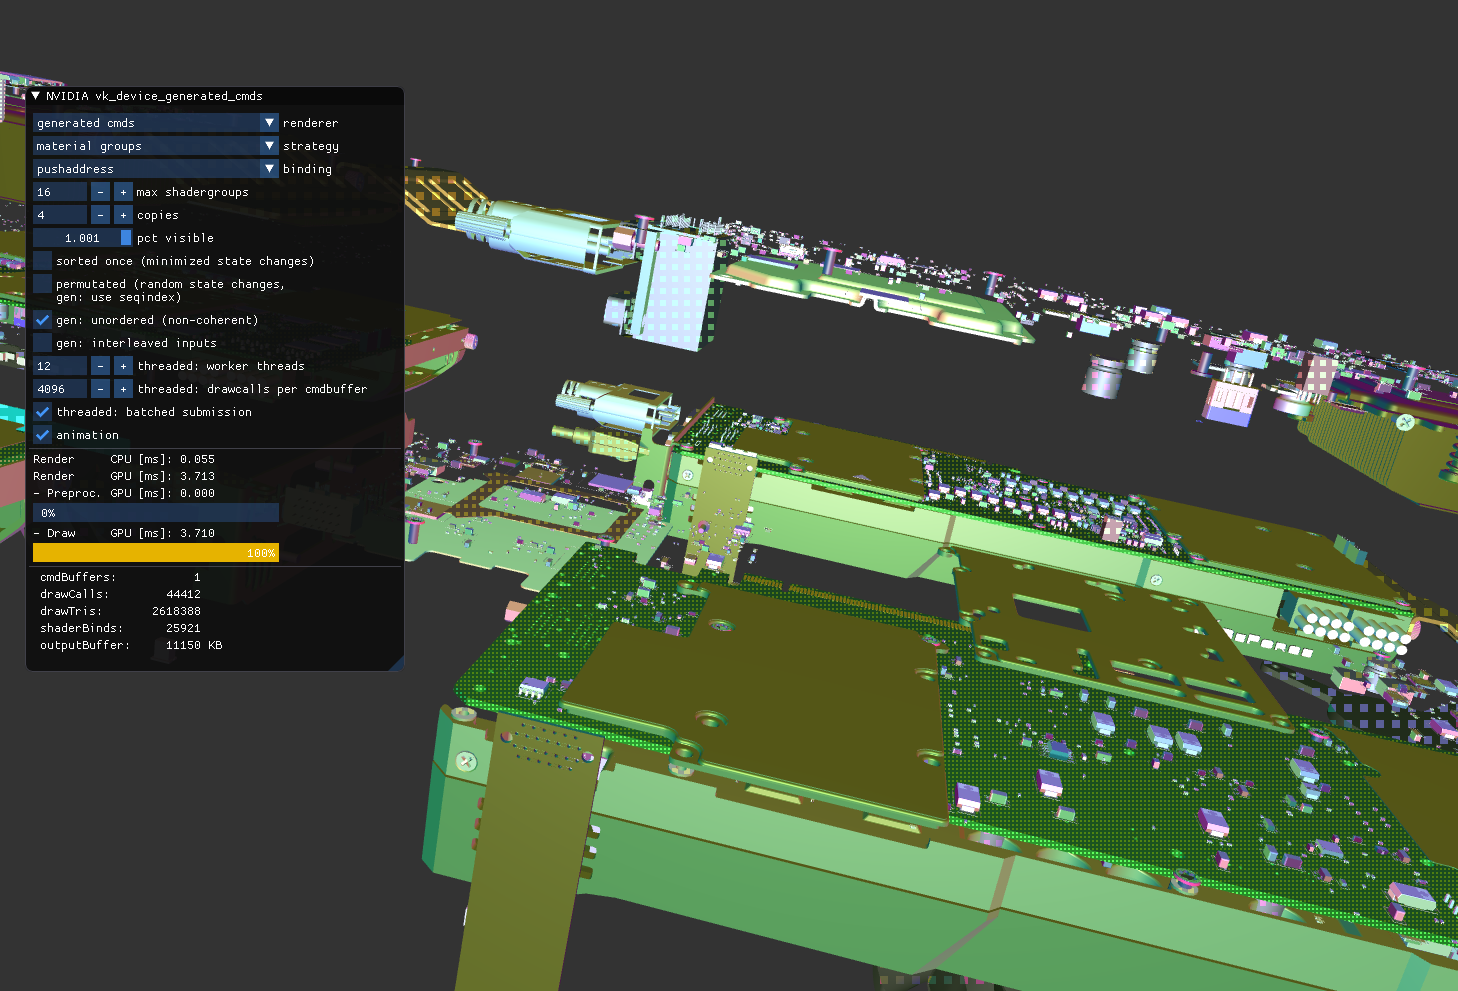 NVIDIA vk_device_generated_cmds
generated cmds renderer
material groups strategy
pushaddress binding
16 - + max shadergroups
4 - + copies
1.001 pct visible
sorted once (minimized state changes)
permutated (random state changes,
gen: use seqindex)
gen: unordered (non-coherent)
gen: interleaved inputs
12 - + threaded: worker threads
4096 - + threaded: drawcalls per cmdbuffer
threaded: batched submission
animation
Render CPU [ms]: 0.055
Render GPU [ms]: 3.713
- Preproc. GPU [ms]: 0.000
0%
- Draw GPU [ms]: 3.710
100%
cmdBuffers: 1
drawCalls: 44412
drawTris: 2618388
shaderBinds: 25921
outputBuffer: 11150 KB